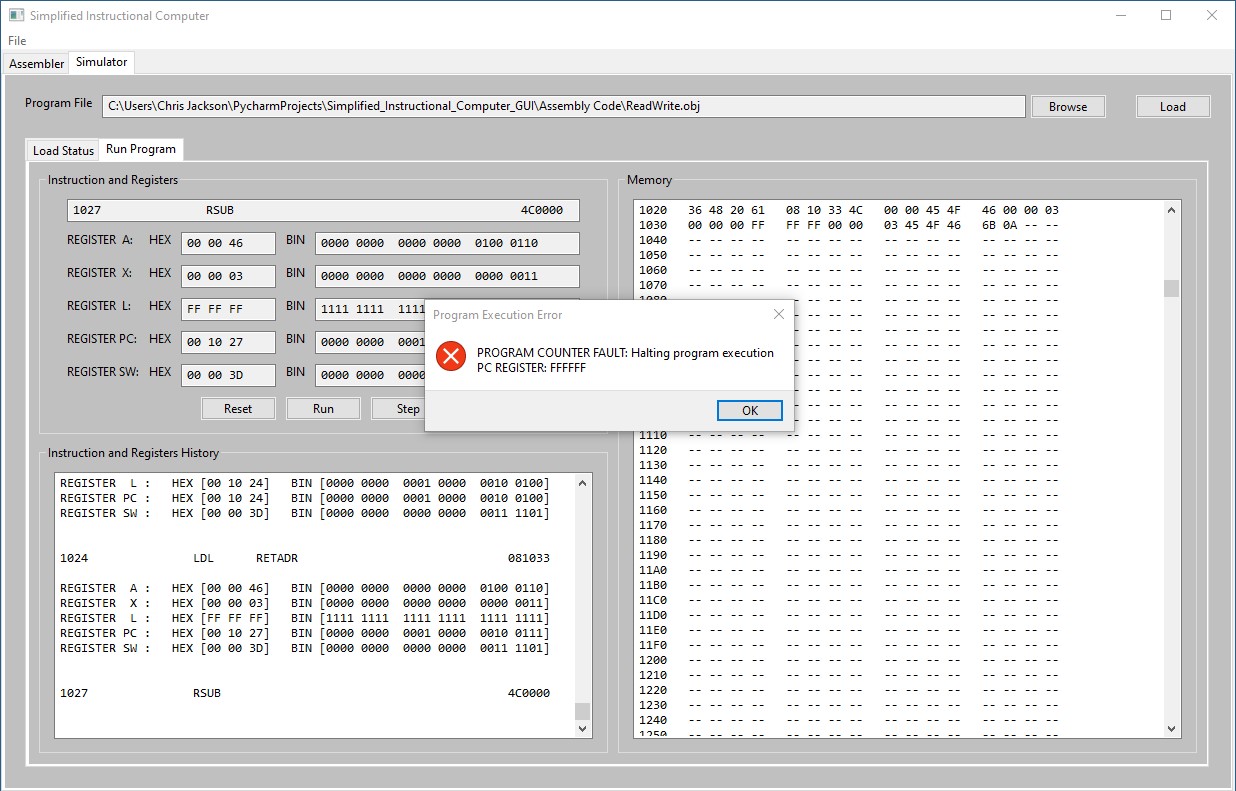 Simplified Instructional Computer
File
Assembler Simulator
Program File C:\Users\Chris Jackson\PycharmProjects\Simplified_Instructional_Computer_GUI\Assembly Code\ReadWrite.obj Browse Load
Load Status Run Program
Instruction and Registers
1027 RSUB 4C0000
REGISTER A: HEX 00 00 46 BIN 0000 0000 0000 0000 0100 0110
REGISTER X: HEX 00 00 03 BIN 0000 0000 0000 0000 0000 0011
REGISTER L: HEX FF FF FF BIN 1111 1111 1111
REGISTER PC: HEX 00 10 27 BIN 0000 0000 0001
REGISTER SW: HEX 00 00 3D BIN 0000 0000 0000
Reset Run Step
Program Execution Error
PROGRAM COUNTER FAULT: Halting program execution
PC REGISTER: FFFFFF
OK
Instruction and Registers History
REGISTER L : HEX [00 10 24] BIN [0000 0000 0001 0000 0010 0100]
REGISTER PC : HEX [00 10 24] BIN [0000 0000 0001 0000 0010 0100]
REGISTER SW : HEX [00 00 3D] BIN [0000 0000 0000 0000 0011 1101]
1024 LDL RETADR 081033
REGISTER A : HEX [00 00 46] BIN [0000 0000 0000 0000 0100 0110]
REGISTER X : HEX [00 00 03] BIN [0000 0000 0000 0000 0000 0011]
REGISTER L : HEX [FF FF FF] BIN [1111 1111 1111 1111 1111 1111]
REGISTER PC : HEX [00 10 27] BIN [0000 0000 0001 0000 0010 0111]
REGISTER SW : HEX [00 00 3D] BIN [0000 0000 0000 0000 0011 1101]
1027 RSUB 4C0000
Memory
1020 36 48 20 61 08 10 33 4C 00 00 45 4F 46 00 00 03
1030 00 00 00 FF FF FF 00 00 03 45 4F 46 6B 0A -- --
1040 -- -- -- -- -- -- -- -- -- -- -- -- -- -- -- --
1050 -- -- -- -- -- -- -- -- -- -- -- -- -- -- -- --
1060 -- -- -- -- -- -- -- -- -- -- -- -- -- -- -- --
1070 -- -- -- -- -- -- -- -- -- -- -- -- -- -- -- --
1080 -- -- -- -- -- -- -- -- -- -- -- -- -- -- -- --
-- -- -- -- -- -- -- -- -- -- -- --
-- -- -- -- -- -- -- -- -- -- -- --
-- -- -- -- -- -- -- -- -- -- -- --
-- -- -- -- -- -- -- -- -- -- -- --
-- -- -- -- -- -- -- -- -- -- -- --
-- -- -- -- -- -- -- -- -- -- -- --
-- -- -- -- -- -- -- -- -- -- -- --
-- -- -- -- -- -- -- -- -- -- -- --
1110 -- -- -- -- -- -- -- -- -- -- -- -- -- -- -- --
1120 -- -- -- -- -- -- -- -- -- -- -- -- -- -- -- --
1130 -- -- -- -- -- -- -- -- -- -- -- -- -- -- -- --
1140 -- -- -- -- -- -- -- -- -- -- -- -- -- -- -- --
1150 -- -- -- -- -- -- -- -- -- -- -- -- -- -- -- --
1160 -- -- -- -- -- -- -- -- -- -- -- -- -- -- -- --
1170 -- -- -- -- -- -- -- -- -- -- -- -- -- -- -- --
1180 -- -- -- -- -- -- -- -- -- -- -- -- -- -- -- --
1190 -- -- -- -- -- -- -- -- -- -- -- -- -- -- -- --
11A0 -- -- -- -- -- -- -- -- -- -- -- -- -- -- -- --
11B0 -- -- -- -- -- -- -- -- -- -- -- -- -- -- -- --
11C0 -- -- -- -- -- -- -- -- -- -- -- -- -- -- -- --
11D0 -- -- -- -- -- -- -- -- -- -- -- -- -- -- -- --
11E0 -- -- -- -- -- -- -- -- -- -- -- -- -- -- -- --
11F0 -- -- -- -- -- -- -- -- -- -- -- -- -- -- -- --
1200 -- -- -- -- -- -- -- -- -- -- -- -- -- -- -- --
1210 -- -- -- -- -- -- -- -- -- -- -- -- -- -- -- --
1220 -- -- -- -- -- -- -- -- -- -- -- -- -- -- -- --
1230 -- -- -- -- -- -- -- -- -- -- -- -- -- -- -- --
1240 -- -- -- -- -- -- -- -- -- -- -- -- -- -- -- --
1250 -- -- -- -- -- -- -- -- -- -- -- -- -- -- -- --